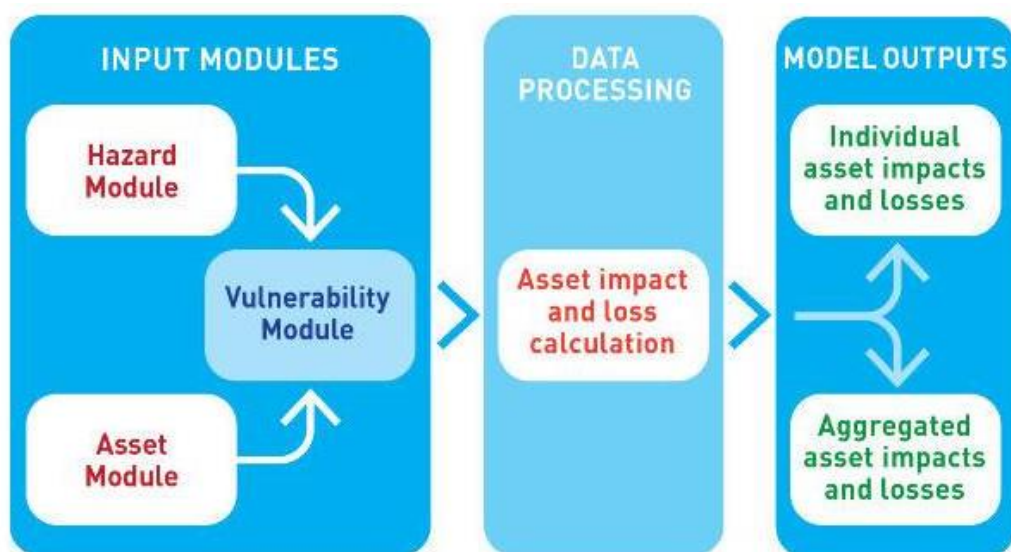 INPUT MODULES
Hazard
Module
Vulnerability
Module
Asset
Module
DATA
PROCESSING
Asset impact
and loss
calculation
MODEL OUTPUTS
Individual
asset impacts
and losses
Aggregated
asset impacts
and losses